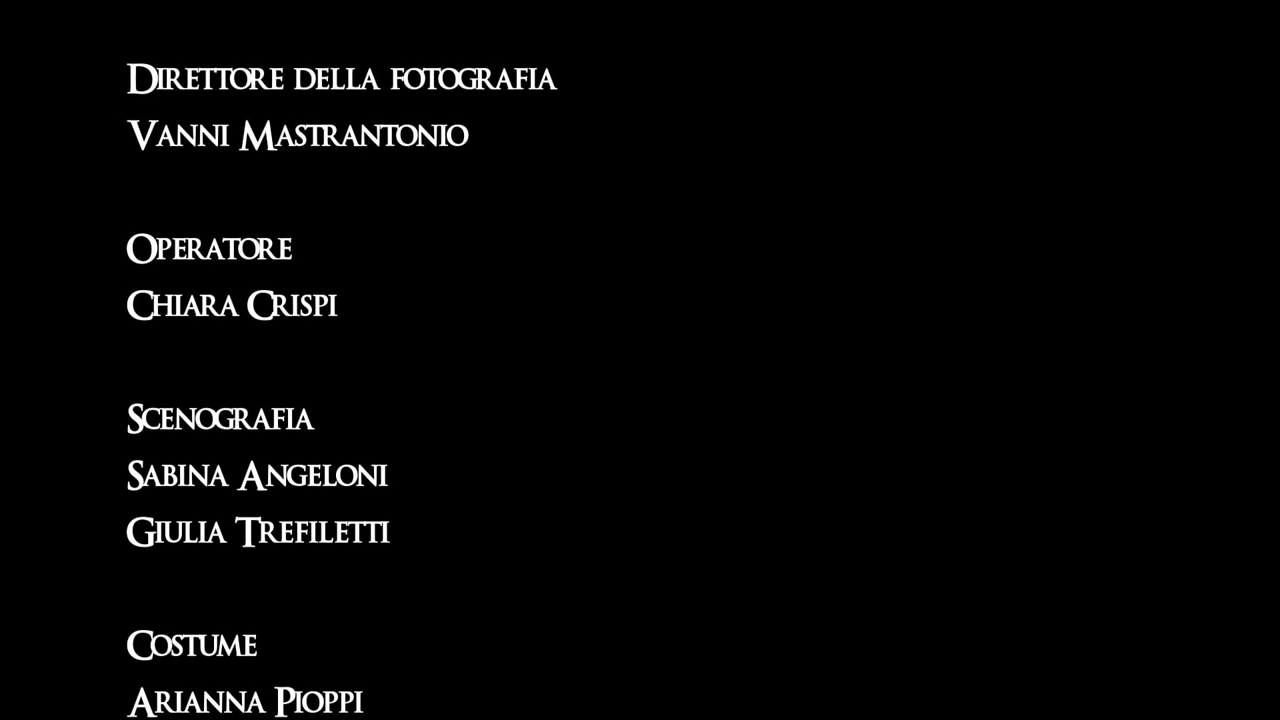 Direttore della fotografia
Vanni Mastrantonio
Operatore
Chiara Crispi
Scenografia
Sabina Angeloni
Giulia Trefiletti
Costume
Arianna Pioppi